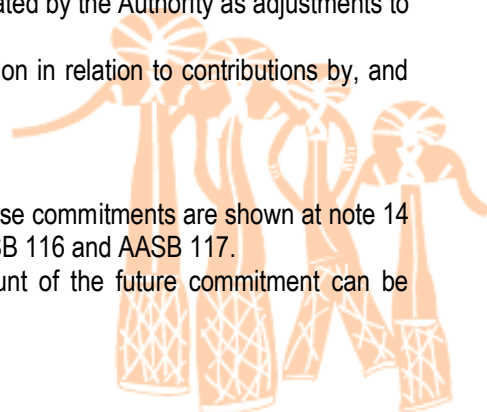 ated by the Authority as adjustments to
on in relation to contributions by, and
se commitments are shown at note 14
SB 116 and AASB 117.
unt of the future commitment can be